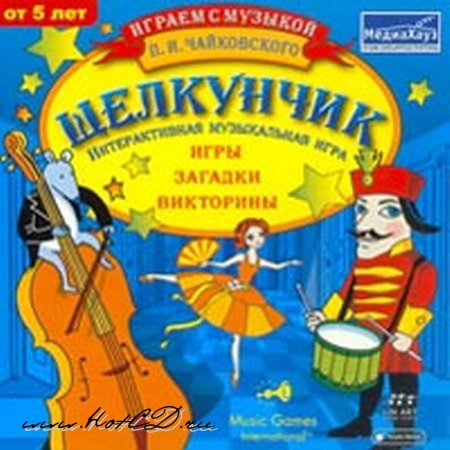 от 5 лет
ИГРАЕМ С МУЗЫКОЙ
П. И. ЧАЙКОВСКОГО
МедиаХауз
ЩЕЛКУНЧИК
Интерактивная музыкальная игра
ИГРЫ
ЗАГАДКИ
ВИКТОРИНЫ
www.HotCD.ru
Music Games
International